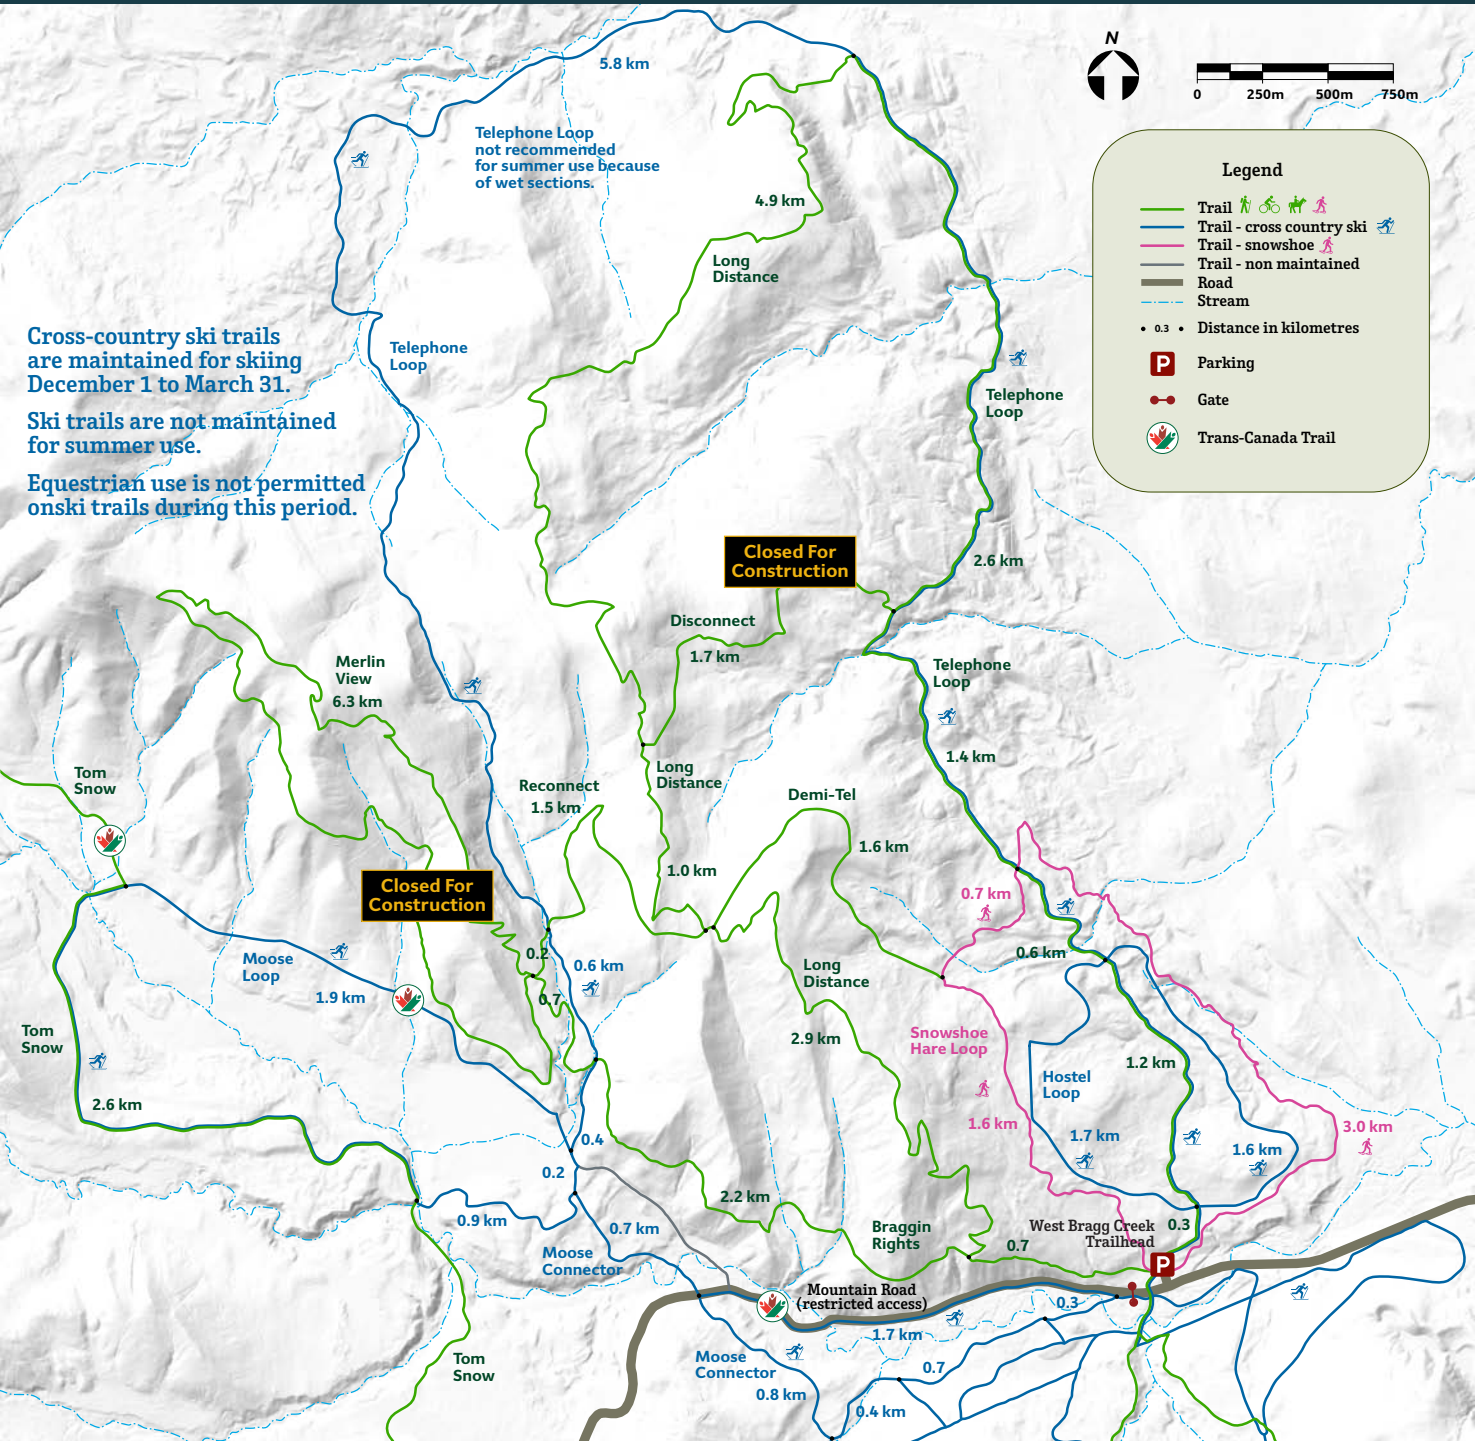 N
0 250m 500m 750m
Legend
Trail
Trail - cross country ski
Trail - snowshoe
Trail - non maintained
Road
Stream
0.3 Distance in kilometres
P Parking
Gate
Trans-Canada Trail
5.8 km
Telephone Loop
not recommended
for summer use because
of wet sections.
4.9 km
Long
Distance
Cross-country ski trails
are maintained for skiing
December 1 to March 31.
Ski trails are not maintained
for summer use.
Equestrian use is not permitted
onski trails during this period.
Telephone
Loop
Telephone
Loop
Closed For
Construction
2.6 km
Disconnect
1.7 km
Merlin
View
6.3 km
Telephone
Loop
1.4 km
Tom
Snow
Reconnect
1.5 km
Long
Distance
Demi-Tel
1.6 km
1.0 km
Closed For
Construction
0.7 km
0.6 km
0.2
0.6 km
0.7
Moose
Loop
1.9 km
Long
Distance
2.9 km
Tom
Snow
2.6 km
Snowshoe
Hare Loop
1.6 km
1.2 km
Hostel
Loop
1.7 km
1.6 km
3.0 km
0.4
0.2
0.9 km
0.7 km
Moose
Connector
2.2 km
Braggin
Rights
0.7
West Bragg Creek
Trailhead
0.3
P
Mountain Road
(restricted access)
0.3
1.7 km
Moose
Connector
0.8 km
0.7
0.4 km
Tom
Snow